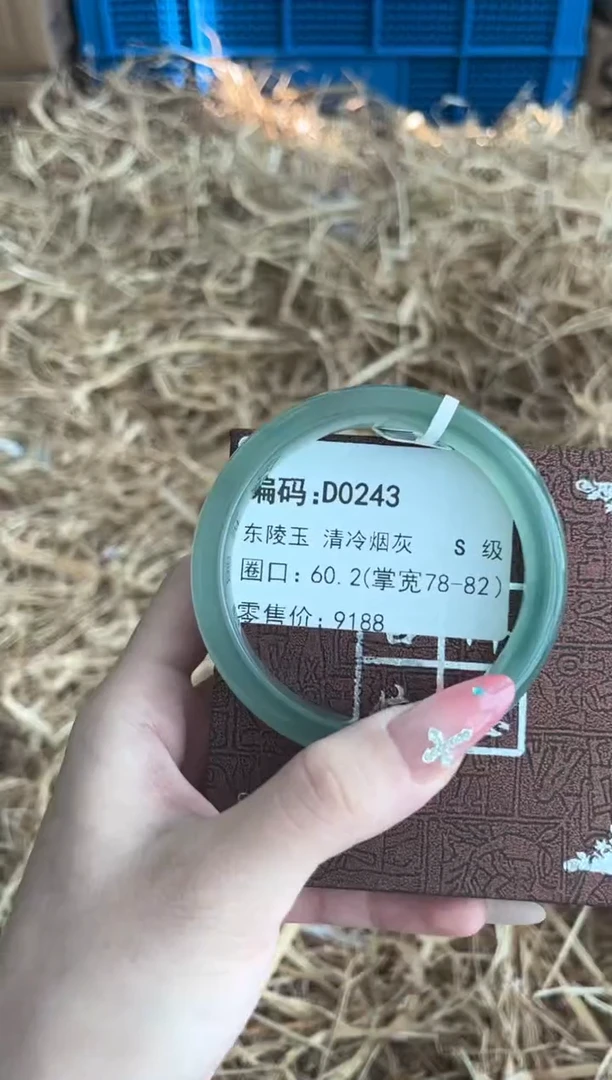 编码:D0243
东陵玉 清冷烟灰 S 级
圈口:60.2(掌宽78-82)
零售价:9188